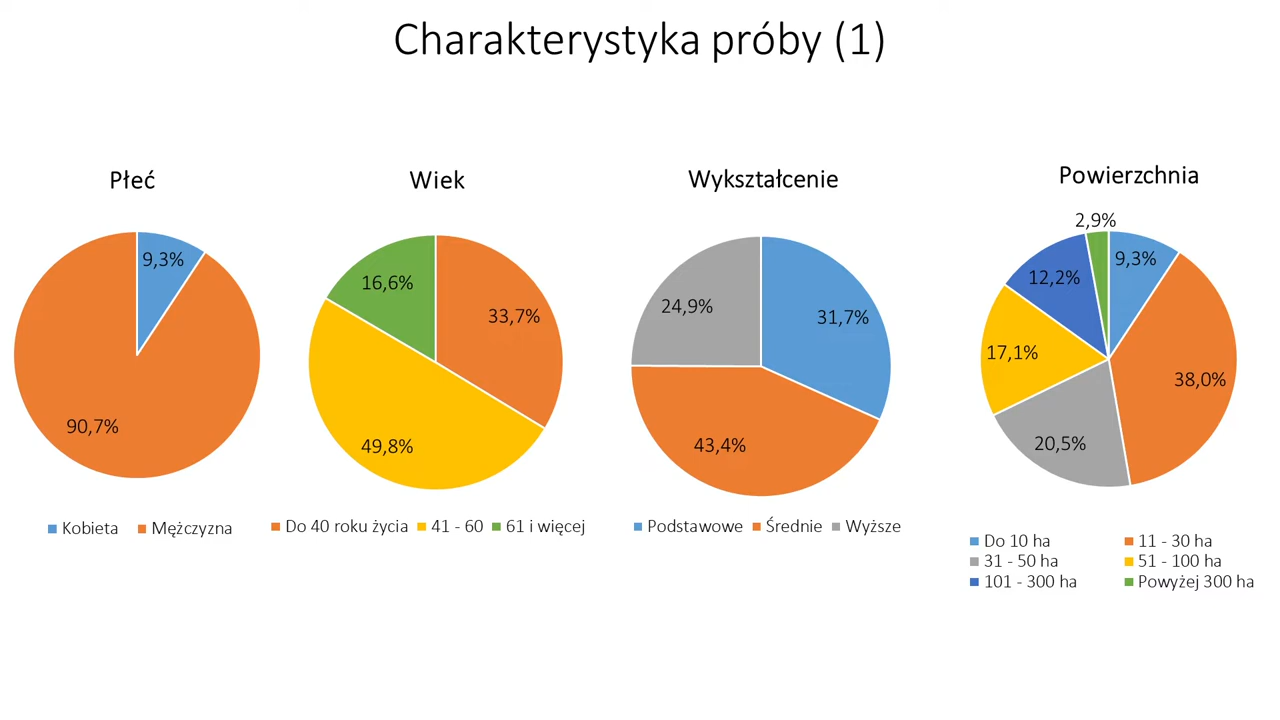 Charakterystyka próby (1)
Płeć
9,3%
90,7%
Kobieta Mężczyzna
Wiek
16,6%
33,7%
49,8%
Do 40 roku życia 41 - 60 61 i więcej
Wykształcenie
24,9%
31,7%
43,4%
Podstawowe Średnie Wyższe
Powierzchnia
2,9%
9,3%
12,2%
17,1%
38,0%
20,5%
Do 10 ha 11 - 30 ha
31 - 50 ha 51 - 100 ha
101 - 300 ha Powyżej 300 ha